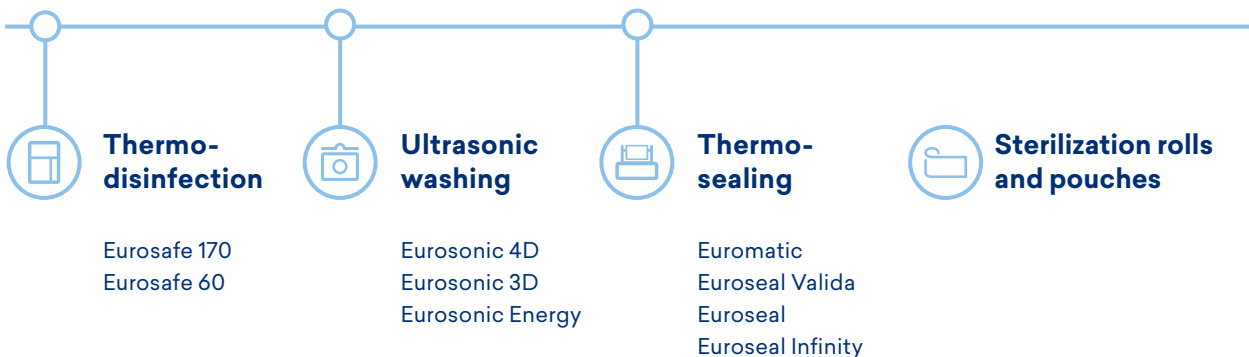 Thermo-
disinfection
Eurosafe 170
Eurosafe 60
Ultrasonic
washing
Eurosonic 4D
Eurosonic 3D
Eurosonic Energy
Thermo-
sealing
Euromatic
Euroseal Valida
Euroseal
Euroseal Infinity
Sterilization rolls
and pouches